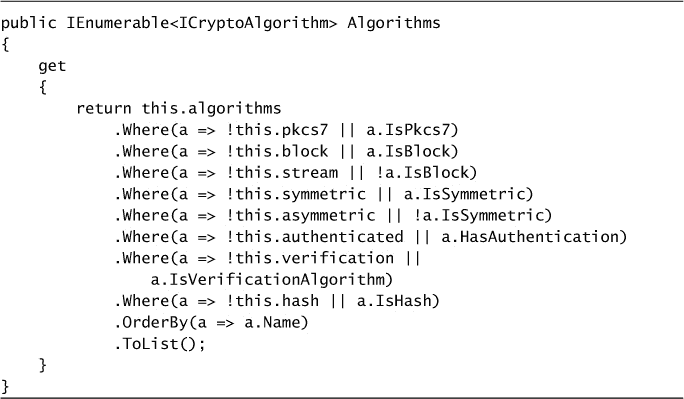 public IEnumerable<ICryptoAlgorithm> Algorithms
{
    get
    {
        return this.algorithms
            .Where(a => !this.pkcs7 || a.IsPkcs7)
            .Where(a => !this.block || a.IsBlock)
            .Where(a => !this.stream || !a.IsBlock)
            .Where(a => !this.symmetric || a.IsSymmetric)
            .Where(a => !this.asymmetric || !a.IsSymmetric)
            .Where(a => !this.authenticated || a.HasAuthentication)
            .Where(a => !this.verification ||
                a.IsVerificationAlgorithm)
            .Where(a => !this.hash || a.IsHash)
            .OrderBy(a => a.Name)
            .ToList();
    }
}